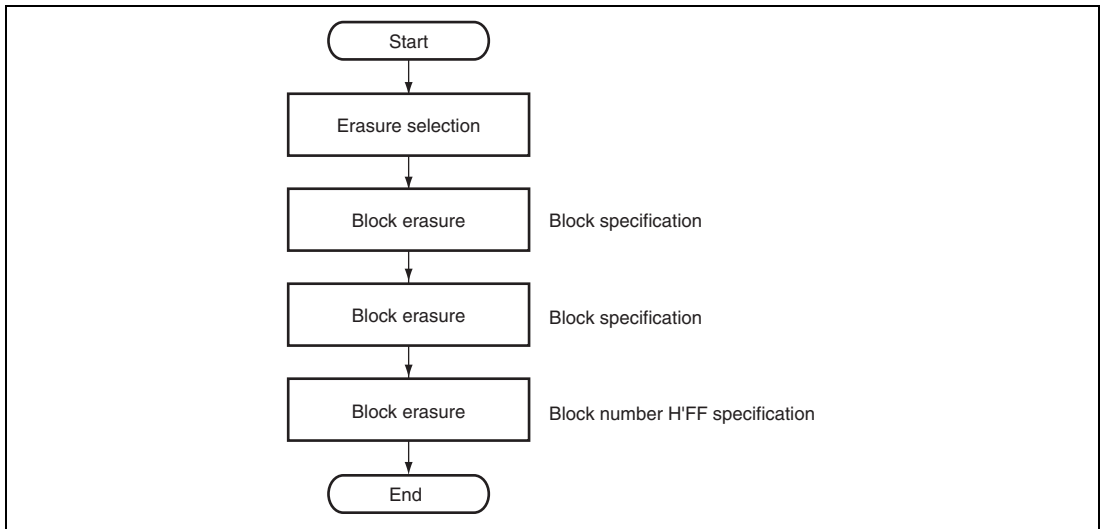 Start
Erasure selection
Block erasure
Block specification
Block erasure
Block specification
Block erasure
Block number H'FF specification
End